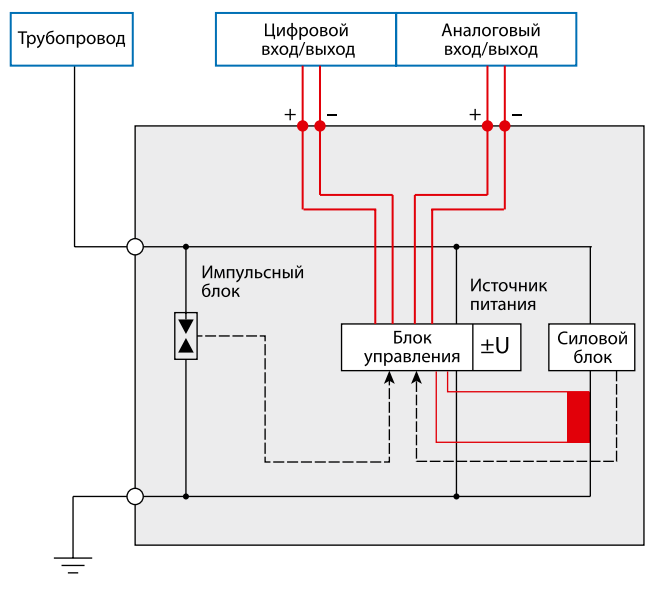 Трубопровод
Цифровой
вход/выход
Аналоговый
вход/выход
+
–
+
–
Импульсный
блок
Источник
питания
Блок
управления
±U
Силовой
блок